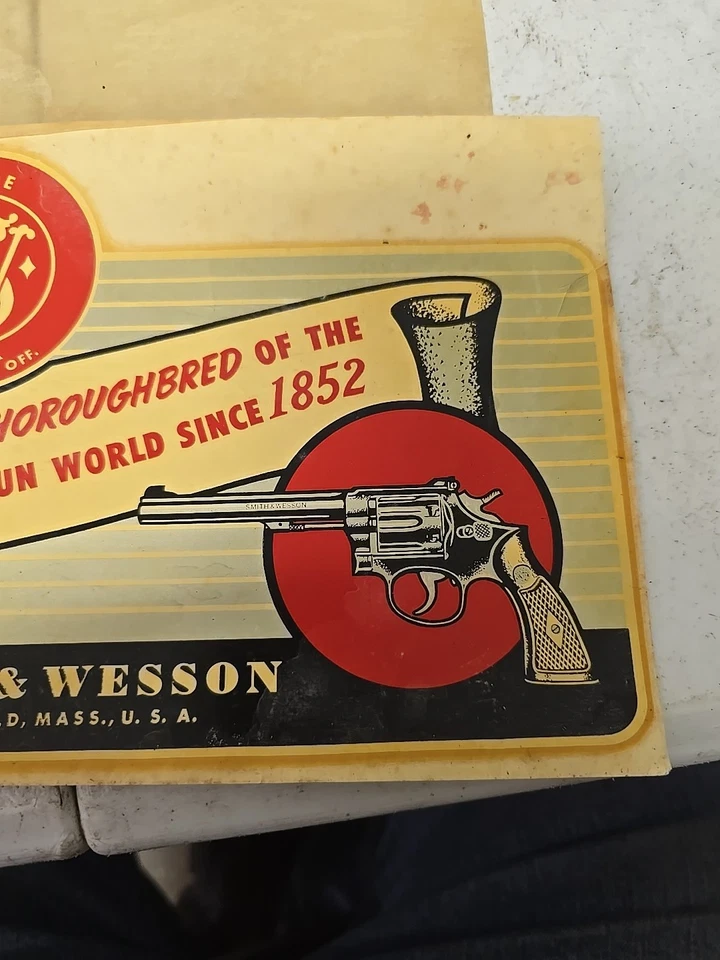 E
OFF.
HOROUGHBRED OF THE
UN WORLD SINCE 1852
SMITH & WESSON
& WESSON
D, MASS., U. S. A.